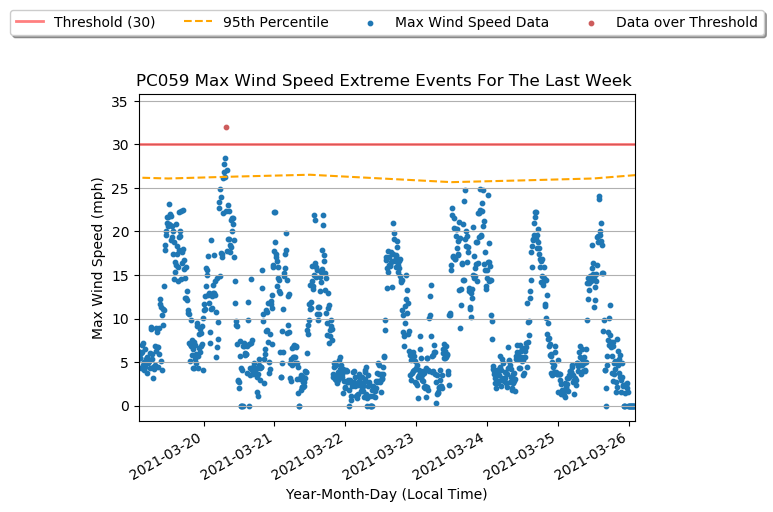 Threshold (30) 95th Percentile Max Wind Speed Data Data over Threshold
PC059 Max Wind Speed Extreme Events For The Last Week
35
30
25
20
15
10
5
0
Max Wind Speed (mph)
2021-03-20 2021-03-21 2021-03-22 2021-03-23 2021-03-24 2021-03-25 2021-03-26
Year-Month-Day (Local Time)